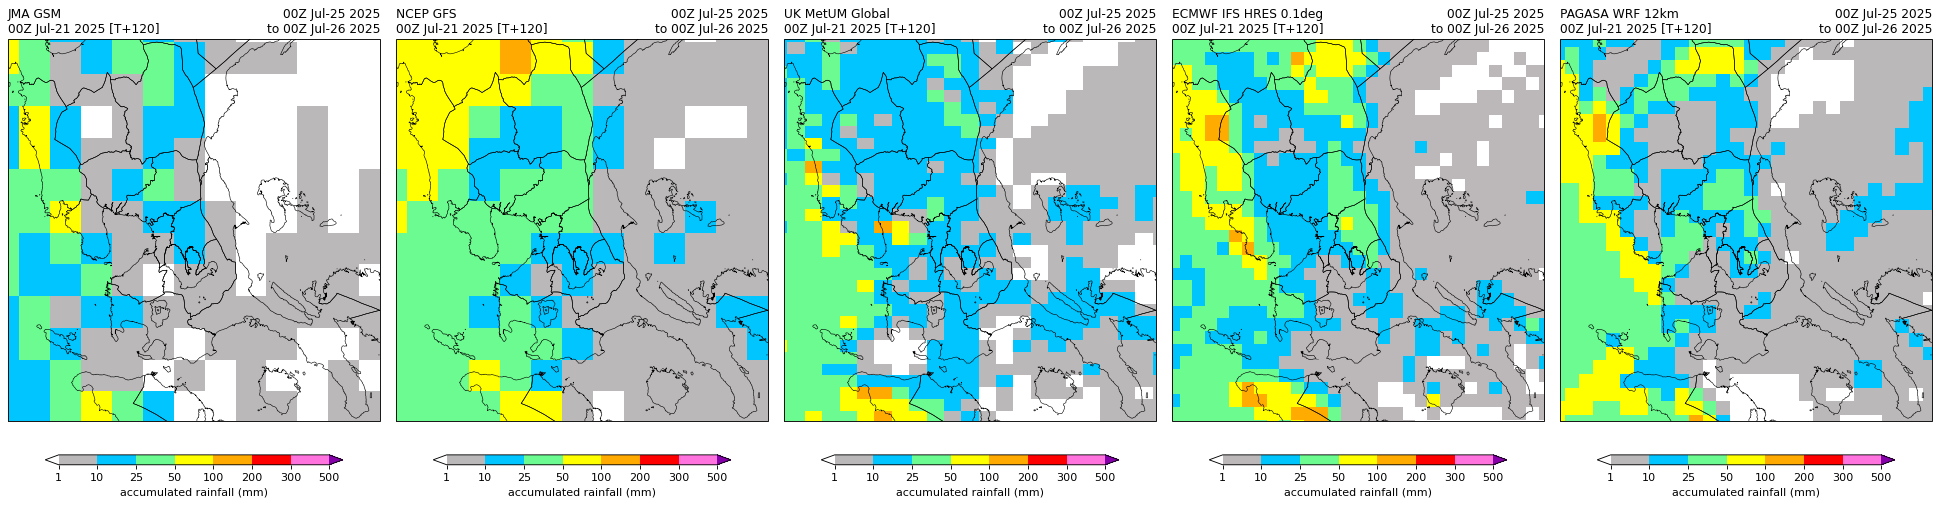 JMA GSM
00Z Jul-25 2025
00Z Jul-21 2025 [T+120]
to 00Z Jul-26 2025
NCEP GFS
00Z Jul-25 2025
00Z Jul-21 2025 [T+120]
to 00Z Jul-26 2025
UK MetUM Global
00Z Jul-25 2025
00Z Jul-21 2025 [T+120]
to 00Z Jul-26 2025
ECMWF IFS HRES 0.1deg
00Z Jul-25 2025
00Z Jul-21 2025 [T+120]
to 00Z Jul-26 2025
PAGASA WRF 12km
00Z Jul-25 2025
00Z Jul-21 2025 [T+120]
to 00Z Jul-26 2025
1 10 25 50 100 200 300 500
accumulated rainfall (mm)
1 10 25 50 100 200 300 500
accumulated rainfall (mm)
1 10 25 50 100 200 300 500
accumulated rainfall (mm)
1 10 25 50 100 200 300 500
accumulated rainfall (mm)
1 10 25 50 100 200 300 500
accumulated rainfall (mm)